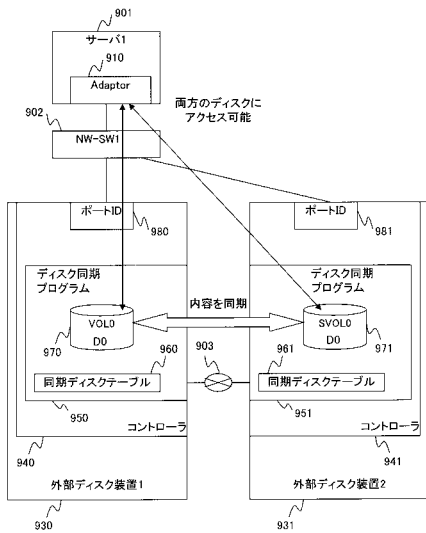 901
サーバ1
910
Adaptor
902
NW-SW1
両方のディスクに
アクセス可能
ポートID
980
ポートID
981
ディスク同期
プログラム
ディスク同期
プログラム
内容を同期
VOL0
D0
970
SVOL0
D0
971
960
同期ディスクテーブル
903
961
同期ディスクテーブル
950
951
コントローラ
コントローラ
940
941
外部ディスク装置1
外部ディスク装置2
930
931